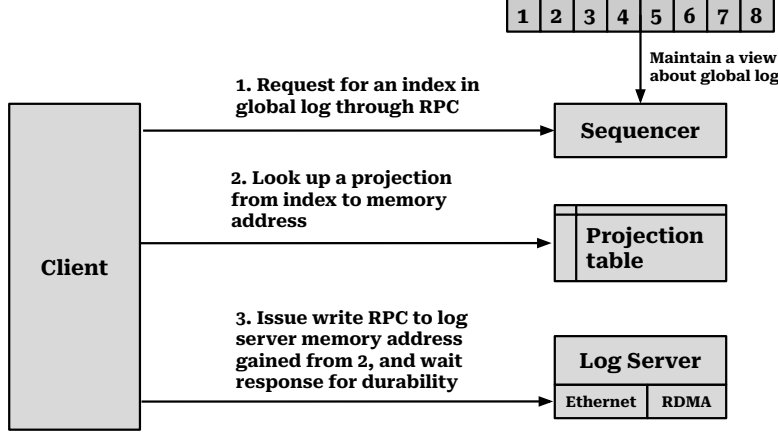 1 2 3 4 5 6 7 8
Maintain a view
about global log
1. Request for an index in
global log through RPC
Sequencer
2. Look up a projection
from index to memory
address
Projection
table
Client
3. Issue write RPC to log
server memory address
gained from 2, and wait
response for durability
Log Server
Ethernet RDMA